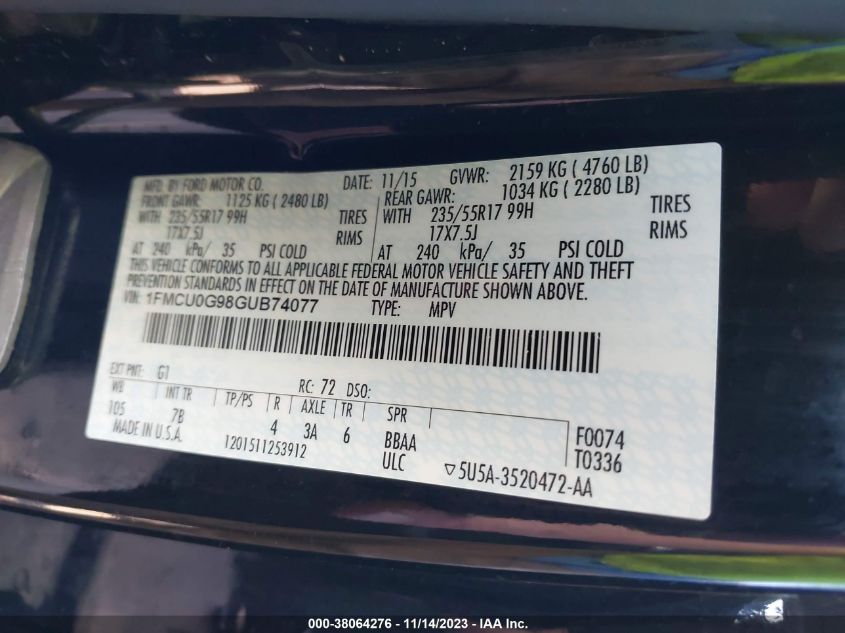 MFD. BY FORD MOTOR CO. DATE: 11/15 GVWR: 2159 KG ( 4760 LB)
FRONT GAWR: 1125 KG ( 2480 LB) REAR GAWR: 1034 KG ( 2280 LB)
WITH 235/55R17 99H TIRES WITH 235/55R17 99H TIRES
17X7.5J RIMS 17X7.5J RIMS
AT 240 kPa/ 35 PSI COLD AT 240 kPa/ 35 PSI COLD
THIS VEHICLE CONFORMS TO ALL APPLICABLE FEDERAL MOTOR VEHICLE SAFETY AND THEFT
PREVENTION STANDARDS IN EFFECT ON THE DATE OF MANUFACTURE SHOWN ABOVE.
VIN: 1FMCU0G98GUB74077 TYPE: MPV
EXT PNT: G1 RC: 72 DSO:
WB INT TR TP/PS R AXLE TR SPR
105 7B 4 3A 6 BBAA F0074
MADE IN U.S.A. 1201511253912 ULC T0336
▽5U5A-3520472-AA
000-38064276 - 11/14/2023 - IAA Inc.